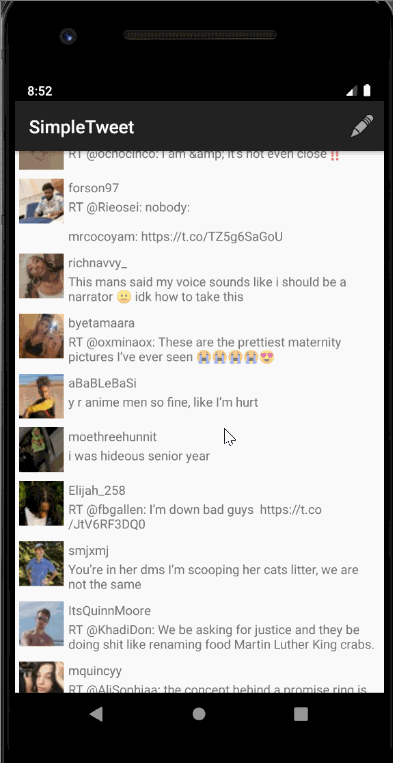 8:52
SimpleTweet
RT @ochocinco: I am &amp; it's not even close ‼️
forson97
RT @Rieosei: nobody:
mrcocoyam: https://t.co/TZ5g6SaGoU
richnavvy_
This mans said my voice sounds like i should be a
narrator 😐 idk how to take this
byetamaara
RT @oxminaox: These are the prettiest maternity
pictures I've ever seen 😭😭😭😭😍
aBaBLeBaSi
y r anime men so fine, like I'm hurt
moethreehunnit
i was hideous senior year
Elijah_258
RT @fbgallen: I'm down bad guys  https://t.co
/JtV6RF3DQ0
smjxmj
You're in her dms I'm scooping her cats litter, we are
not the same
ItsQuinnMoore
RT @KhadiDon: We be asking for justice and they be
doing shit like renaming food Martin Luther King crabs.
mquincyy
RT @AliSophiaa: the concept behind a promise ring is